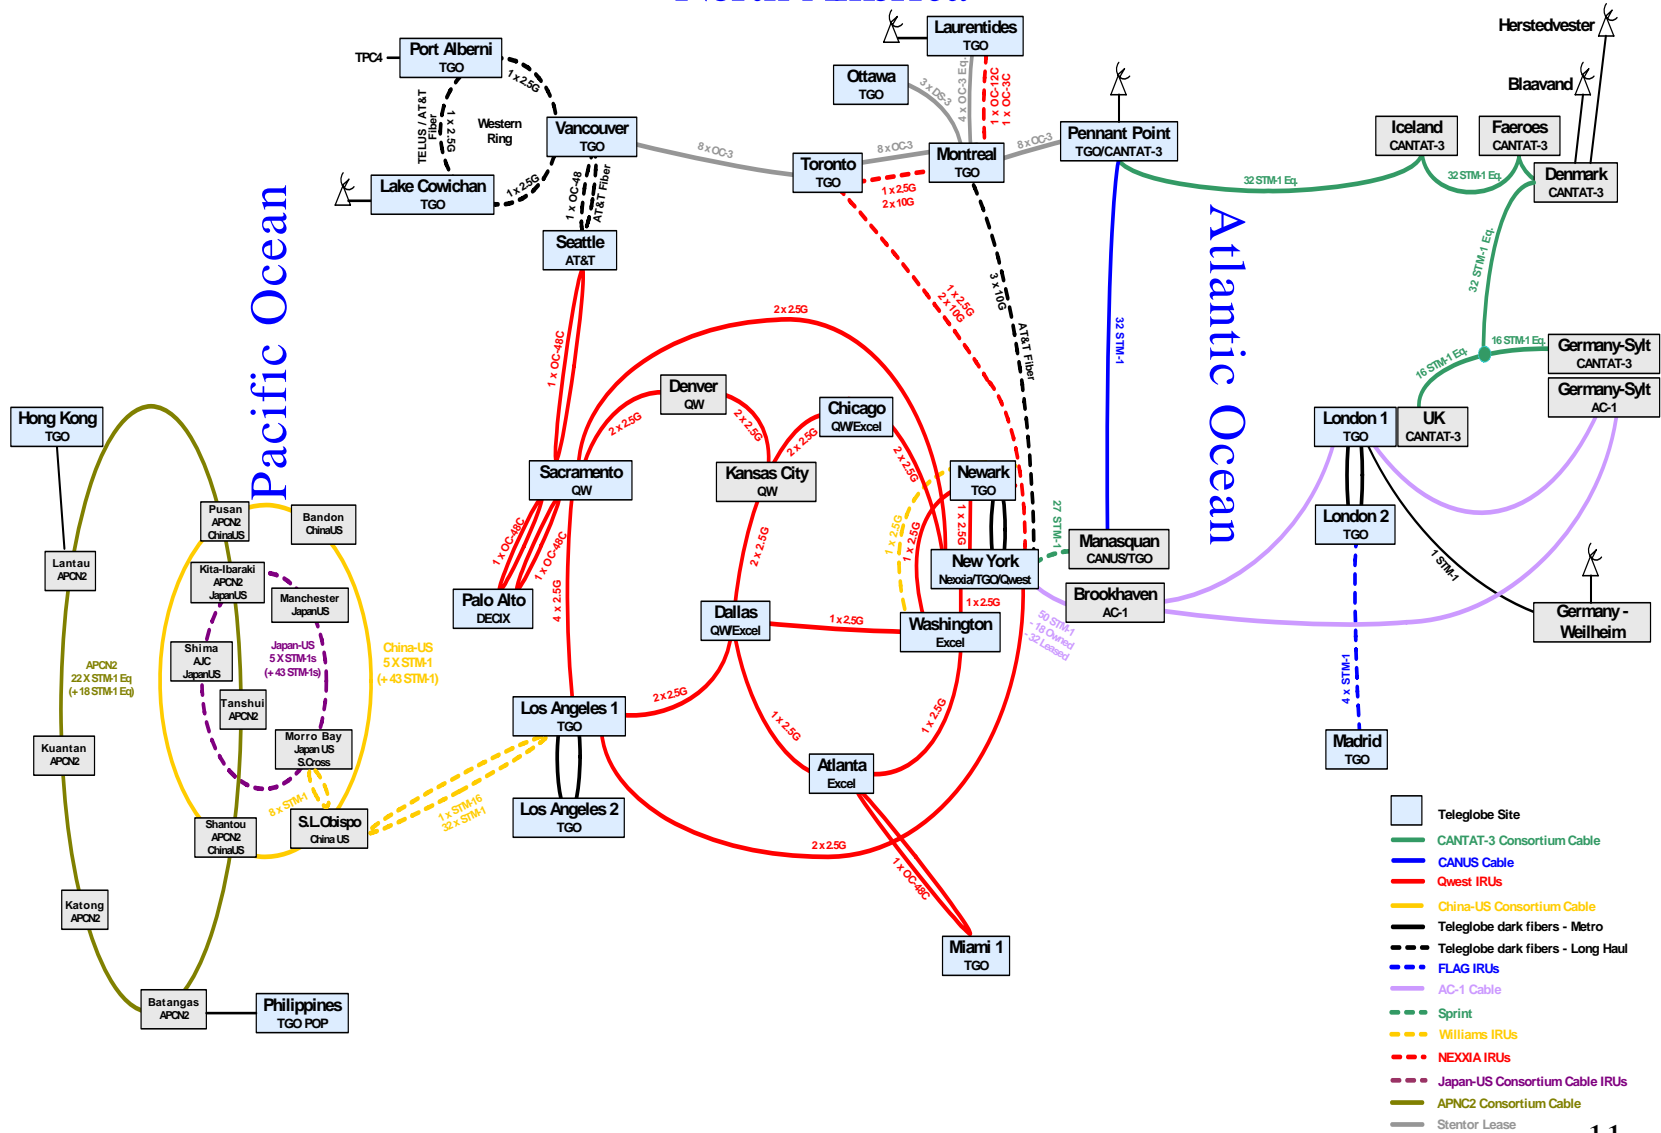 North America
Port Alberni
TGO
TPC4
1 x 2.5G
TELUS / AT&T
Fiber
1 x 2.5G
Western
Ring
Lake Cowichan
TGO
1 x 2.5G
Vancouver
TGO
1 x OC-48
AT&T Fiber
Seattle
AT&T
8 x OC-3
Laurentides
TGO
Ottawa
TGO
3 x DS-3
4 x OC-3 Eq.
1 x OC-12C
1 x OC-3C
Toronto
TGO
8 x OC-3
1 x 2.5G
2 x 10G
Montreal
TGO
8 x OC-3
Pennant Point
TGO/CANTAT-3
Herstedvester
Blaavand
Iceland
CANTAT-3
Faeroes
CANTAT-3
Denmark
CANTAT-3
32 STM-1 Eq.
32 STM-1 Eq.
32 STM-1 Eq.
16 STM-1 Eq.
16 STM-1 Eq.
Germany-Sylt
CANTAT-3
Germany-Sylt
AC-1
Pacific Ocean
Atlantic Ocean
1 x 2.5G
2 x 10G
3 x 10G
AT&T Fiber
32 STM-1
1 x OC-48C
2 x 2.5G
Denver
QW
2 x 2.5G
2 x 2.5G
Chicago
QW/Excel
2 x 2.5G
2 x 2.5G
Hong Kong
TGO
London 1
TGO
UK
CANTAT-3
Sacramento
QW
Kansas City
QW
Newark
TGO
1 x 2.5G
1 x 2.5G
1 x 2.5G
27 STM-1
London 2
TGO
Pusan
APCN2
ChinaUS
Bandon
ChinaUS
Manasquan
CANUS/TGO
New York
Nexxia/TGO/Qwest
1 x OC-48C
1 x OC-48C
2 x 2.5G
Lantau
APCN2
Kita-Ibaraki
APCN2
JapanUS
Manchester
JapanUS
Palo Alto
DECIX
4 x 2.5G
Dallas
QW/Excel
1 x 2.5G
Washington
Excel
1 x 2.5G
Brookhaven
AC-1
50 STM-1
- 18 Owned
- 32 Leased
1 STM-1
Germany -
Weilheim
Shima
AJC
JapanUS
Japan-US
5 X STM-1s
(+ 43 STM-1s)
China-US
5 X STM-1
(+ 43 STM-1)
APCN2
22 X STM-1 Eq
(+ 18 STM-1 Eq)
Tanshui
APCN2
4 x STM-1
Los Angeles 1
TGO
2 x 2.5G
1 x 2.5G
1 x 2.5G
Kuantan
APCN2
Morro Bay
Japan US
S.Cross
Madrid
TGO
Atlanta
Excel
8 x STM-1
1 x STM-16
32 x STM-1
Los Angeles 2
TGO
S.L.Obispo
China US
Shantou
APCN2
ChinaUS
2 x 2.5G
1 x OC-48C
Katong
APCN2
Miami 1
TGO
Batangas
APCN2
Philippines
TGO POP
Teleglobe Site
CANTAT-3 Consortium Cable
CANUS Cable
Qwest IRUs
China-US Consortium Cable
Teleglobe dark fibers - Metro
Teleglobe dark fibers - Long Haul
FLAG IRUs
AC-1 Cable
Sprint
Williams IRUs
NEXXIA IRUs
Japan-US Consortium Cable IRUs
APNC2 Consortium Cable
Stentor Lease
11